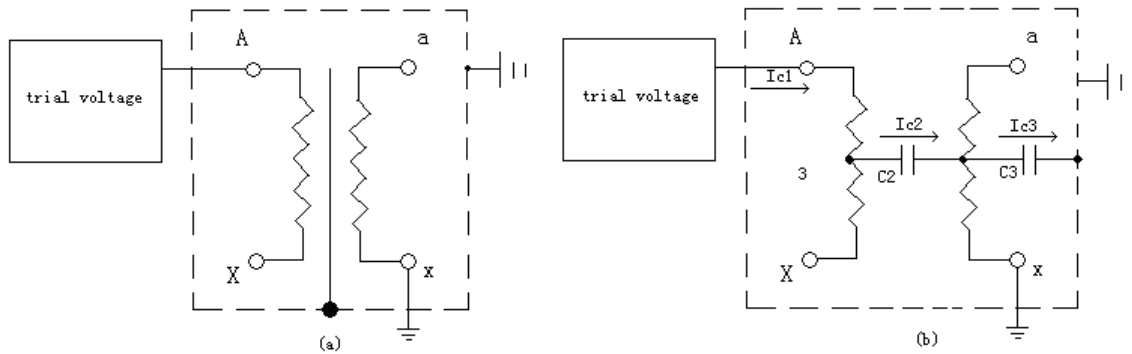 trial voltage
A
a
X
x
(a)
trial voltage
A
a
Ic1
Ic2
Ic3
3
C2
C3
X
x
(b)